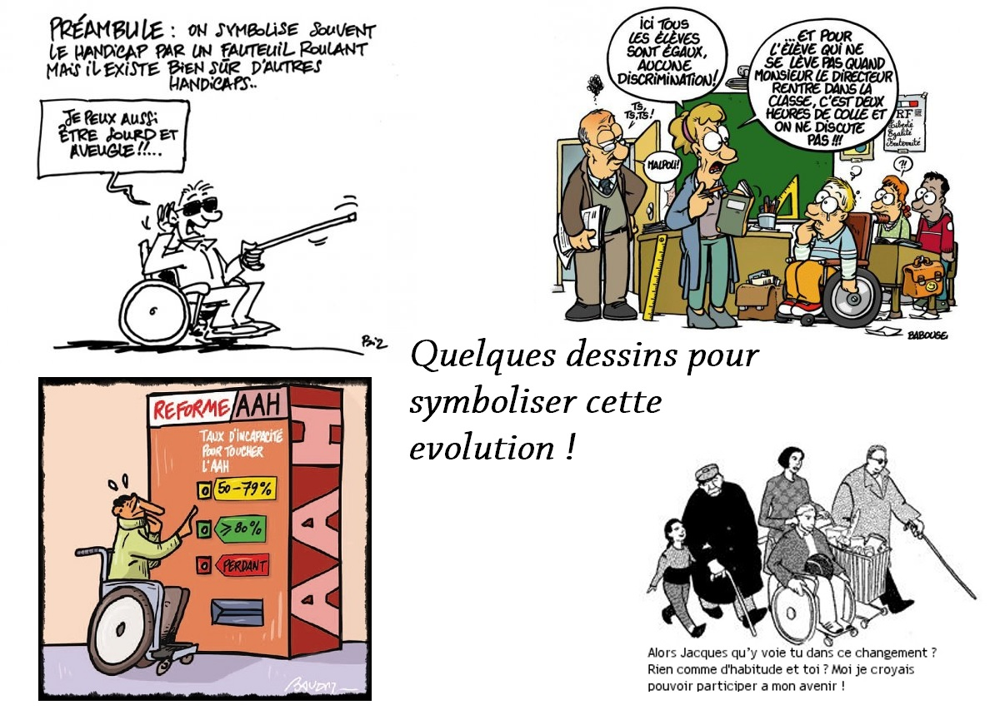 PRÉAMBULE : ON SYMBOLISE SOUVENT
LE HANDICAP PAR UN FAUTEUIL ROULANT
MAIS IL EXISTE BIEN SÛR D'AUTRES
HANDICAPS..
JE PEUX AUSSI
ÊTRE SOURD ET
AVEUGLE!!....
ICI TOUS
LES ÉLÈVES
SONT ÉGAUX,
AUCUNE
DISCRIMINATION!
...ET POUR
L'ÉLÈVE QUI NE
SE LÈVE PAS QUAND
MONSIEUR LE DIRECTEUR
RENTRE DANS LA
CLASSE, C'EST DEUX
HEURES DE COLLE ET
ON NE DISCUTE
PAS!!!
TS,
TS,TS!
MALPOLI!
RF
Liberté
Egalité
Fraternité
?!
BABOUSE.
Quelques dessins pour
symboliser cette
evolution !
REFORME/AAH
TAUX D'INCAPACITÉ
POUR TOUCHER
L'AAH
50-79%
≥80%
PERDANT
AAAH
Alors Jacques qu'y voie tu dans ce changement ?
Rien comme d'habitude et toi ? Moi je croyais
pouvoir participer a mon avenir !